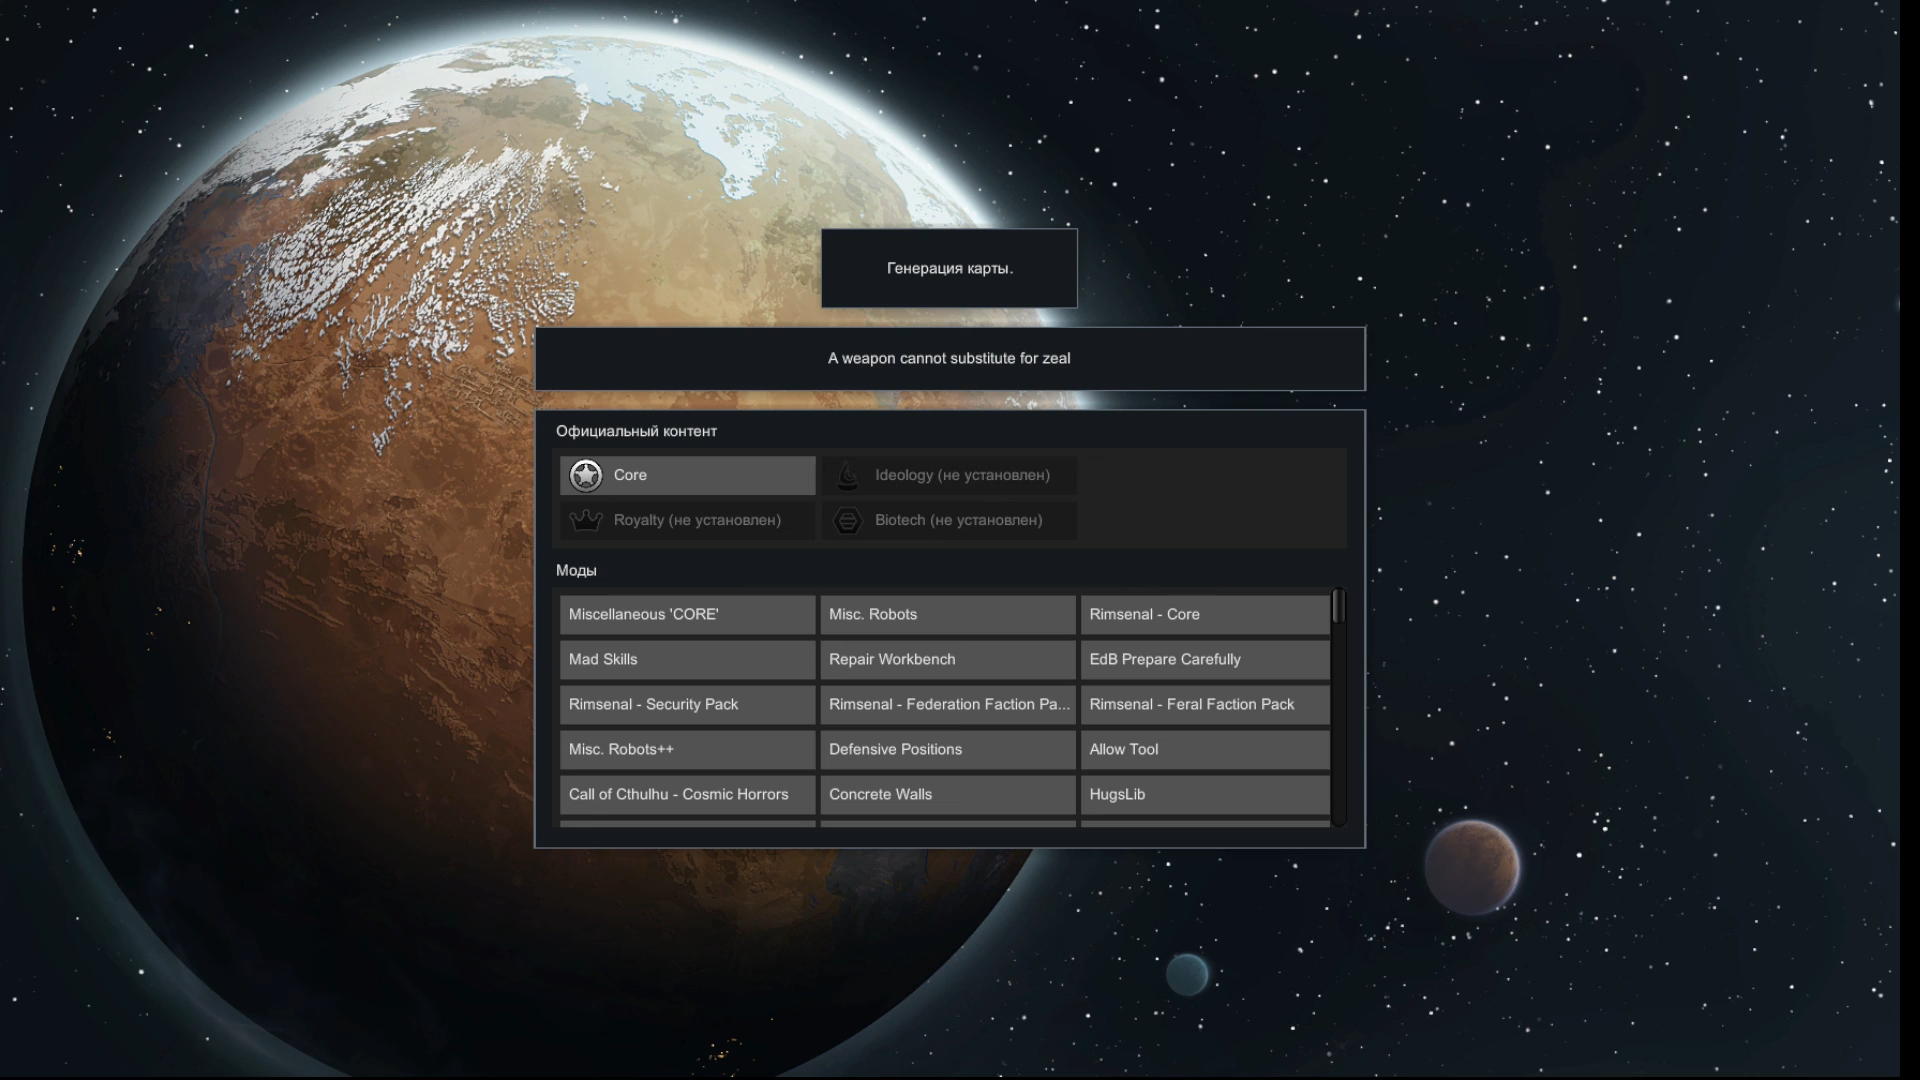 Генерация карты.
A weapon cannot substitute for zeal
Официальный контент
Core
Ideology (не установлен)
Royalty (не установлен)
Biotech (не установлен)
Моды
Miscellaneous 'CORE'
Misc. Robots
Rimsenal - Core
Mad Skills
Repair Workbench
EdB Prepare Carefully
Rimsenal - Security Pack
Rimsenal - Federation Faction Pa...
Rimsenal - Feral Faction Pack
Misc. Robots++
Defensive Positions
Allow Tool
Call of Cthulhu - Cosmic Horrors
Concrete Walls
HugsLib